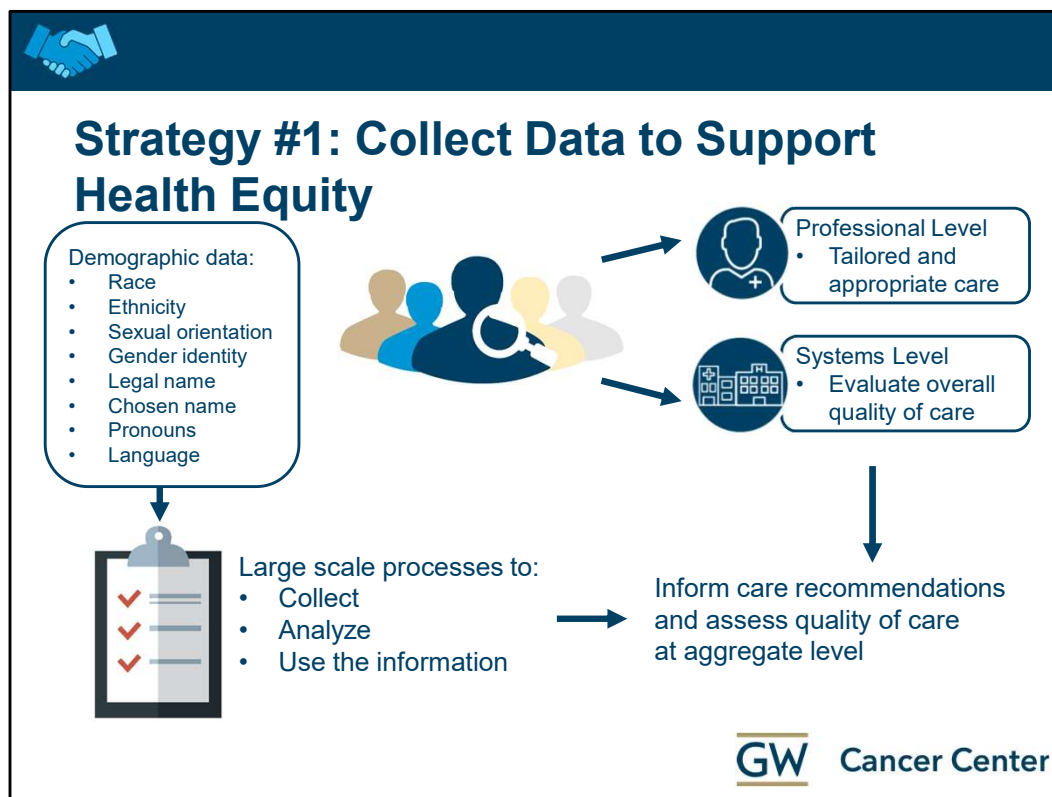 Strategy #1: Collect Data to Support
Health Equity
Demographic data:
• Race
• Ethnicity
• Sexual orientation
• Gender identity
• Legal name
• Chosen name
• Pronouns
• Language
Professional Level
• Tailored and
appropriate care
Systems Level
• Evaluate overall
quality of care
Large scale processes to:
• Collect
• Analyze
• Use the information
Inform care recommendations
and assess quality of care
at aggregate level
GW Cancer Center